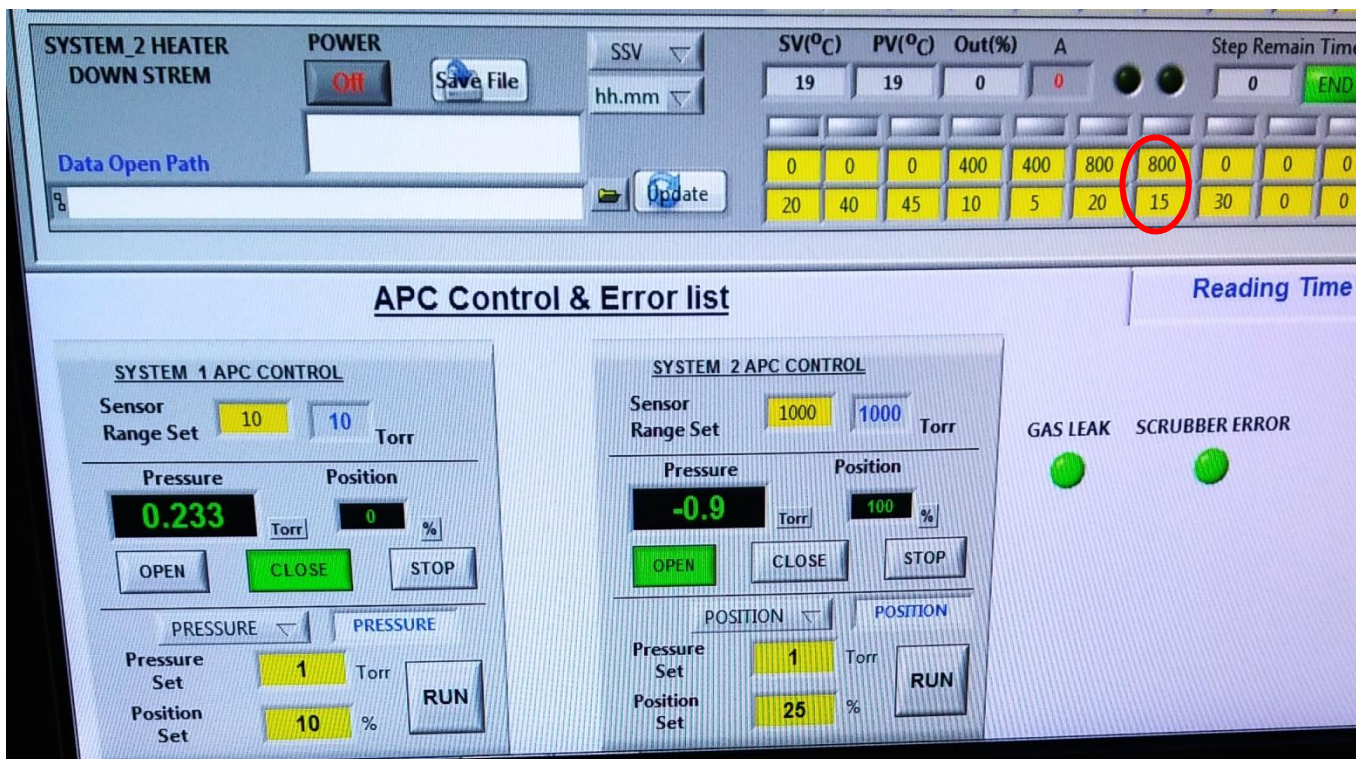 SYSTEM_2 HEATER POWER SSV SV(⁰C) PV(⁰C) Out(%) A Step Remain Time
DOWN STREM Off Save File hh.mm 19 19 0 0 0 END
Data Open Path 0 0 0 400 400 800 800 0 0 0
Update 20 40 45 10 5 20 15 30 0 0
APC Control & Error list Reading Time
SYSTEM 1 APC CONTROL
Sensor
Range Set 10 10 Torr
Pressure Position
0.233 Torr 0 %
OPEN CLOSE STOP
PRESSURE PRESSURE
Pressure
Set 1 Torr
RUN
Position
Set 10 %
SYSTEM 2 APC CONTROL
Sensor
Range Set 1000 1000 Torr
Pressure Position
-0.9 Torr 100 %
OPEN CLOSE STOP
POSITION POSITION
Pressure
Set 1 Torr
RUN
Position
Set 25 %
GAS LEAK SCRUBBER ERROR